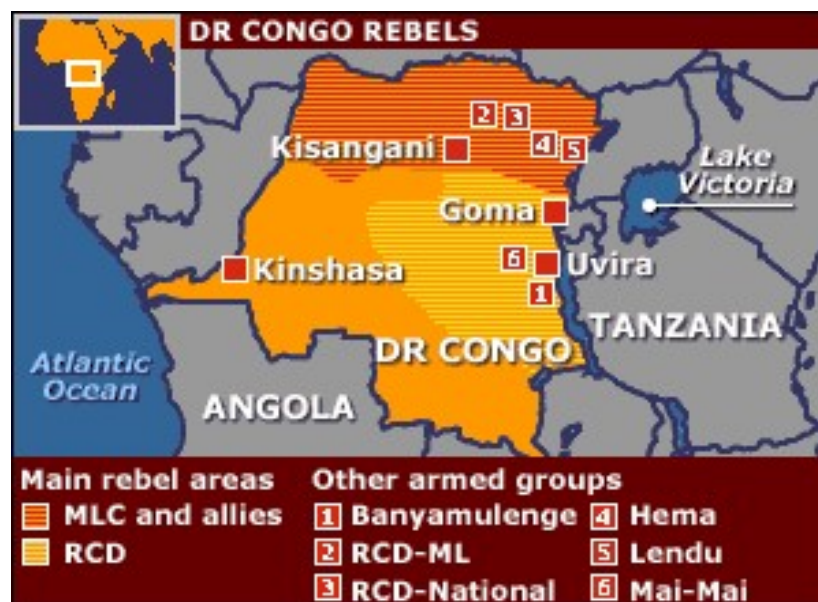 DR CONGO REBELS
2
3
4
5
Kisangani
Lake
Victoria
Goma
6
Uvira
Kinshasa
1
TANZANIA
DR CONGO
Atlantic
Ocean
ANGOLA
Main rebel areas
MLC and allies
RCD
Other armed groups
1 Banyamulenge
2 RCD-ML
3 RCD-National
4 Hema
5 Lendu
6 Mai-Mai